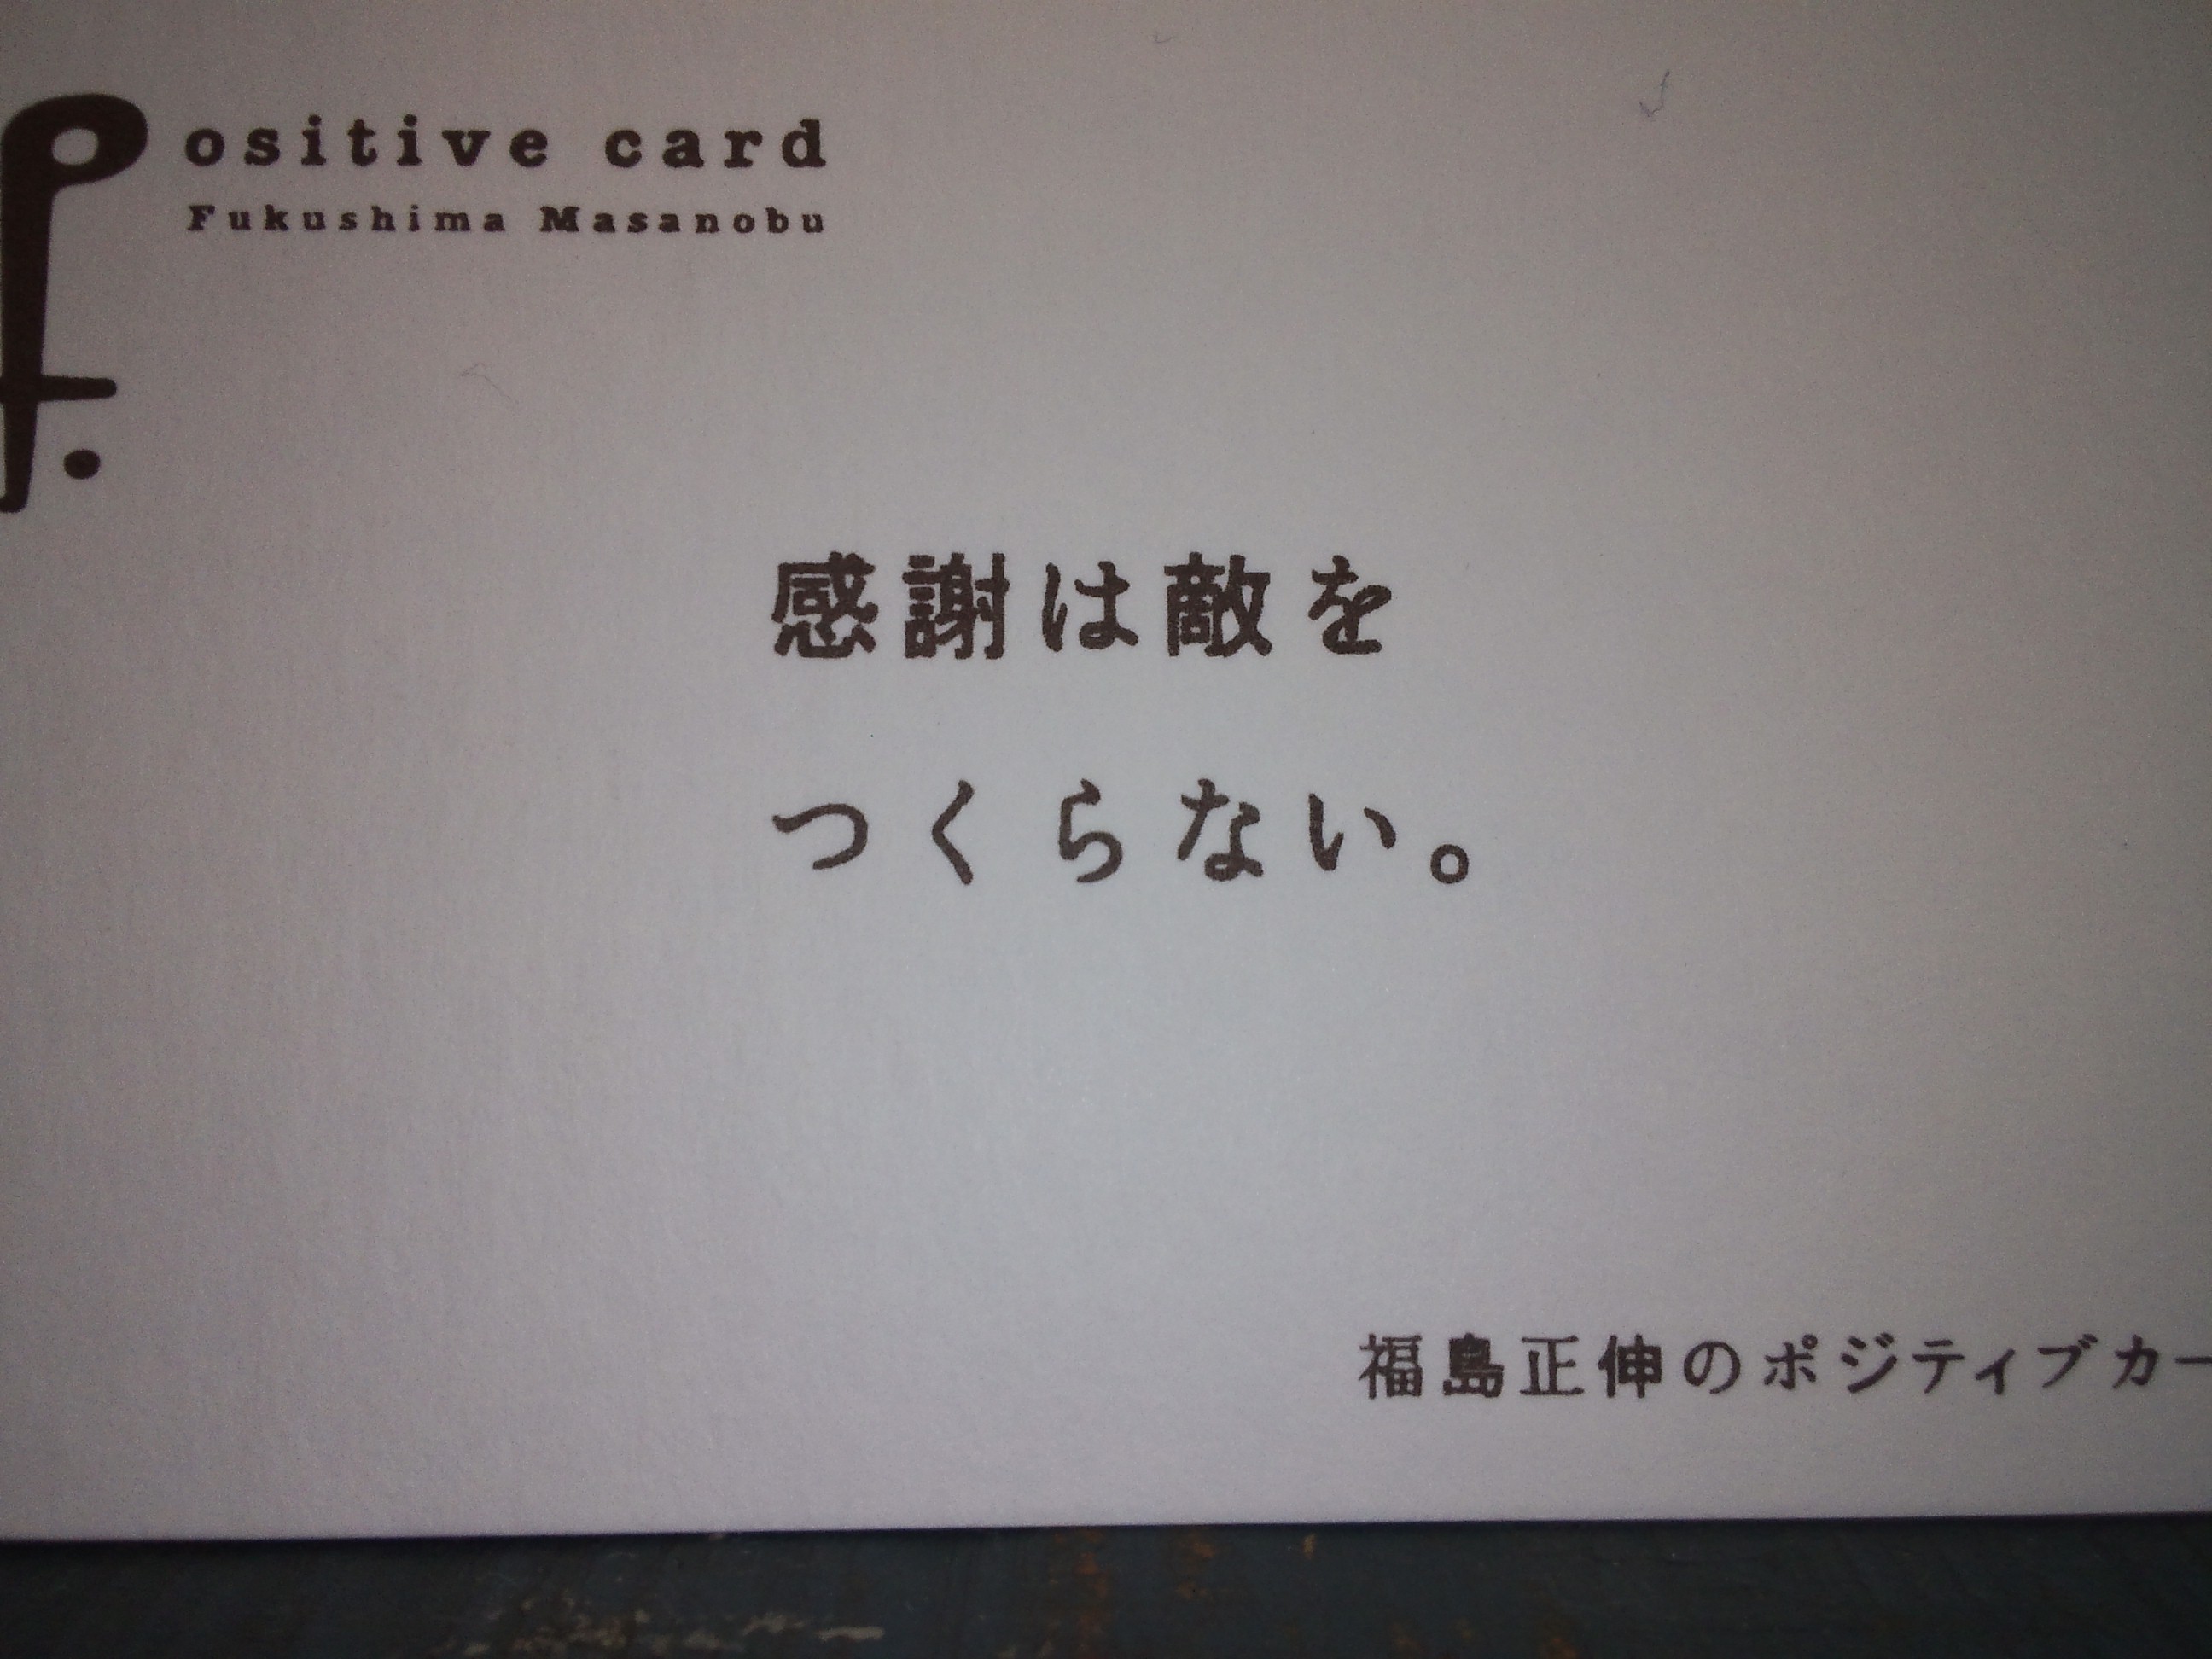 positive card
Fukushima Masanobu
f.
感謝は敵を
つくらない。
福島正伸のポジティブカー